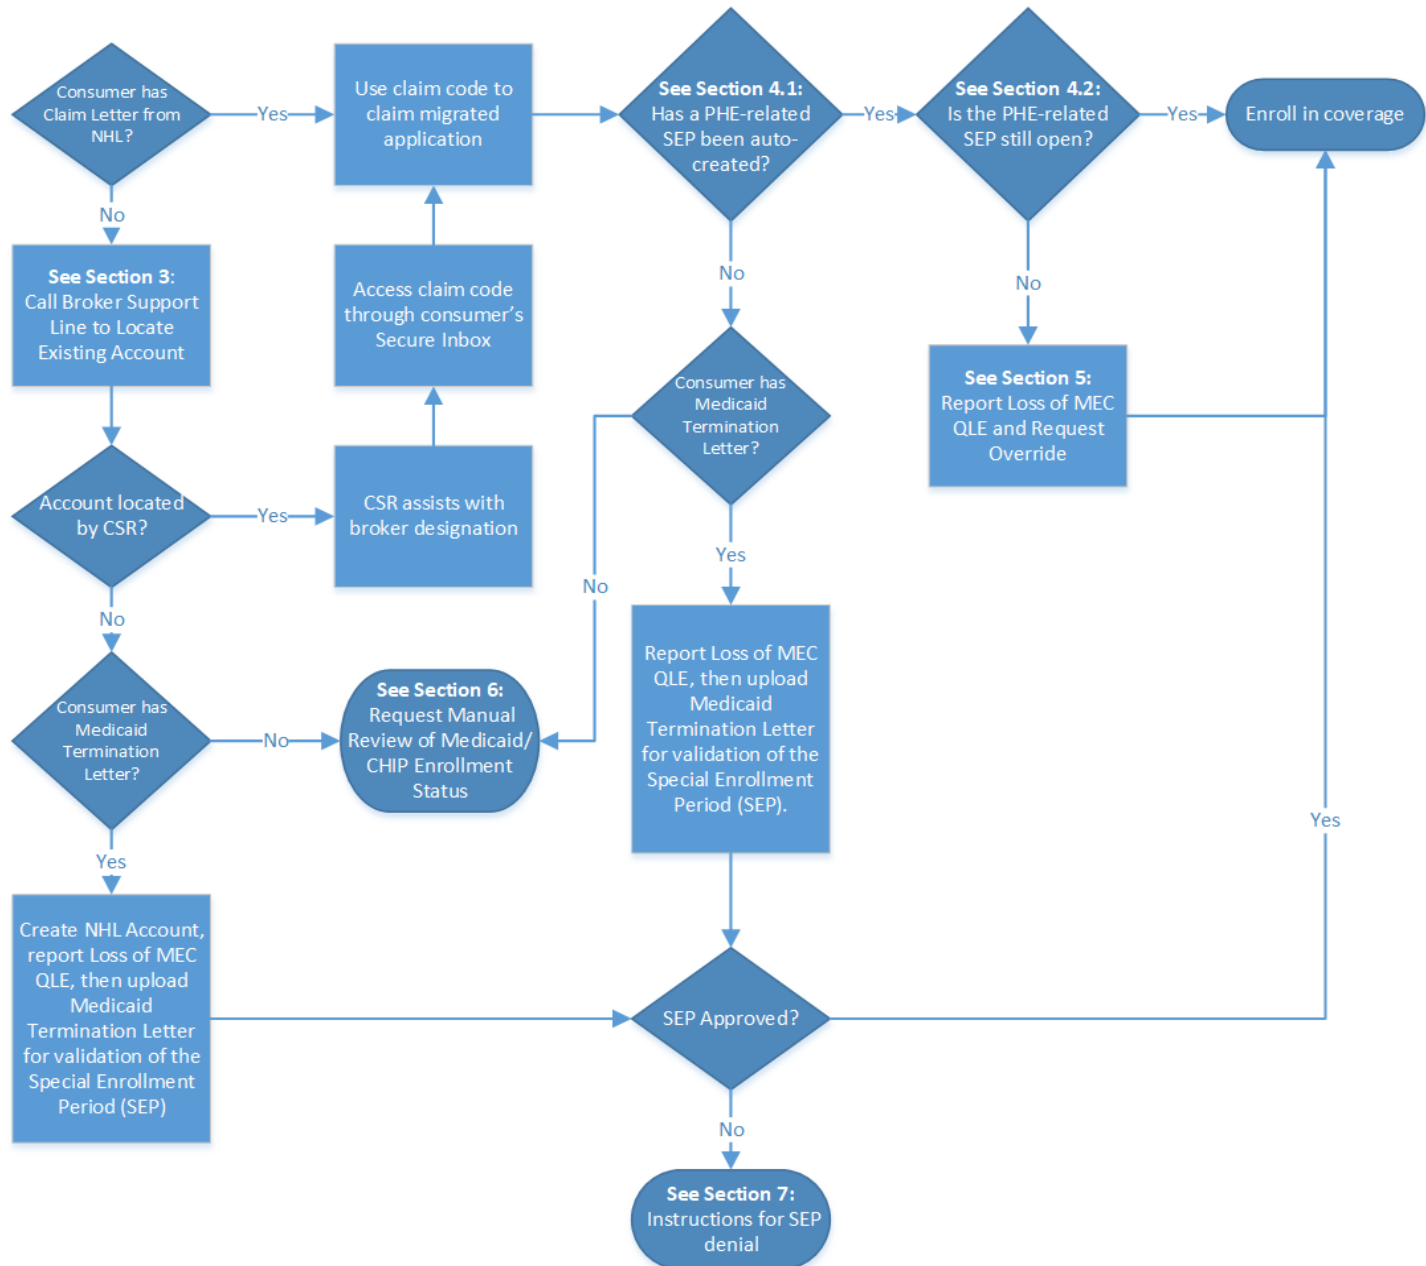 Consumer has
Claim Letter from
NHL?
Yes
Use claim code to
claim migrated
application
See Section 4.1:
Has a PHE-related
SEP been auto-
created?
Yes
See Section 4.2:
Is the PHE-related
SEP still open?
Yes
Enroll in coverage
No
See Section 3:
Call Broker Support
Line to Locate
Existing Account
Access claim code
through consumer's
Secure Inbox
No
No
Consumer has
Medicaid
Termination
Letter?
See Section 5:
Report Loss of MEC
QLE and Request
Override
Account located
by CSR?
Yes
CSR assists with
broker designation
No
Yes
No
Consumer has
Medicaid
Termination
Letter?
No
See Section 6:
Request Manual
Review of Medicaid/
CHIP Enrollment
Status
Report Loss of MEC
QLE, then upload
Medicaid
Termination Letter
for validation of the
Special Enrollment
Period (SEP).
Yes
Yes
Create NHL Account,
report Loss of MEC
QLE, then upload
Medicaid
Termination Letter
for validation of the
Special Enrollment
Period (SEP)
SEP Approved?
No
See Section 7:
Instructions for SEP
denial